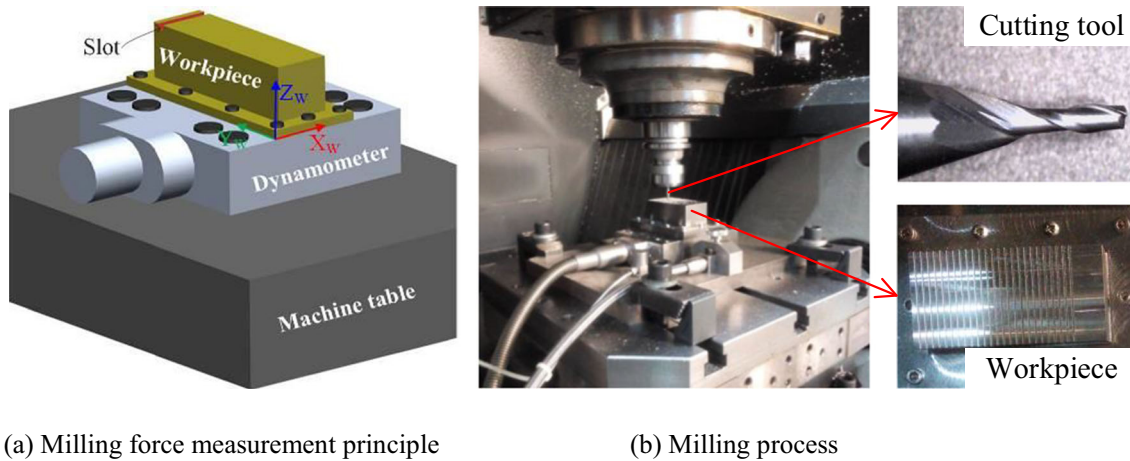 Slot
Workpiece
Z_W
Y_W
X_W
Dynamometer
Machine table
Cutting tool
Workpiece
(a) Milling force measurement principle
(b) Milling process